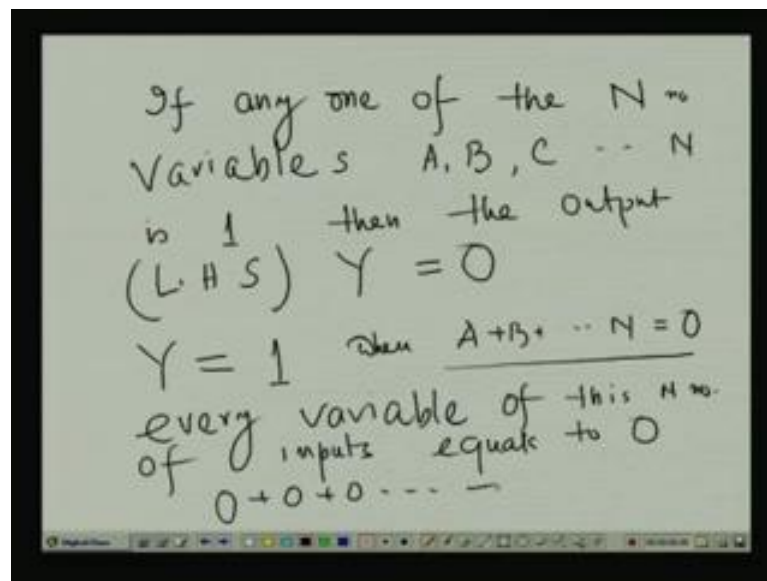 If any one of the N no
variables A, B, C .. N
is 1 then the output
(L.H S) Y = 0
Y = 1 when A+B+ .. N = 0
every variable of this N no.
of inputs equals to 0
0 + 0 + 0 - - - -